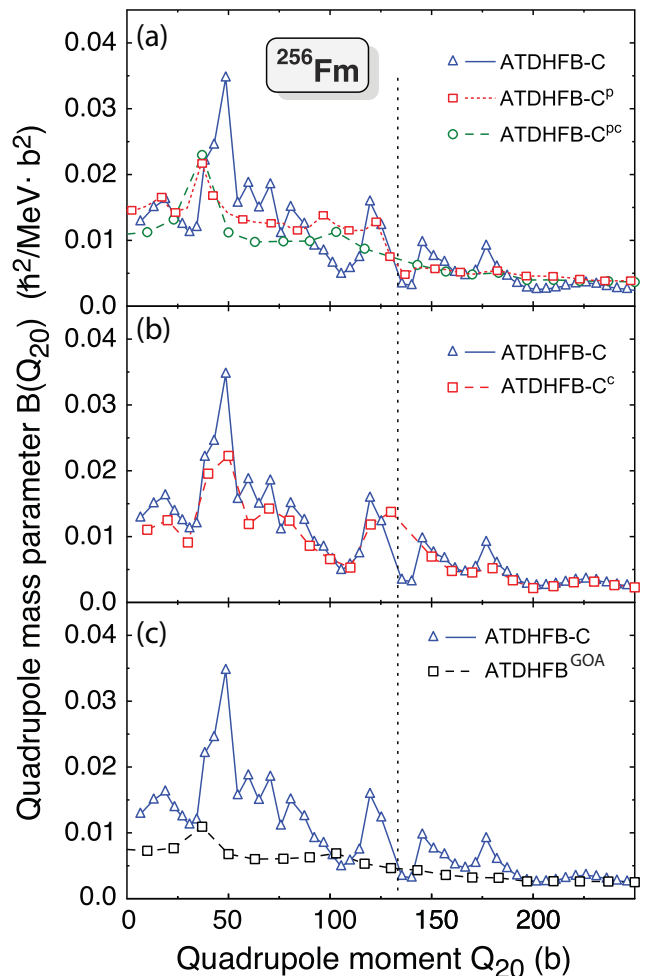 (a)
²⁵⁶Fm
ATDHFB-C
ATDHFB-Cᵖ
ATDHFB-Cᵖᶜ
0.04
0.03
0.02
0.01
0.0
(b)
ATDHFB-C
ATDHFB-Cᶜ
0.04
0.03
0.02
0.01
0.0
(c)
ATDHFB-C
ATDHFBᴳᴼᴬ
0.04
0.03
0.02
0.01
0.0
0 50 100 150 200
Quadrupole moment Q₂₀ (b)
Quadrupole mass parameter B(Q₂₀) (ħ²/MeV· b²)